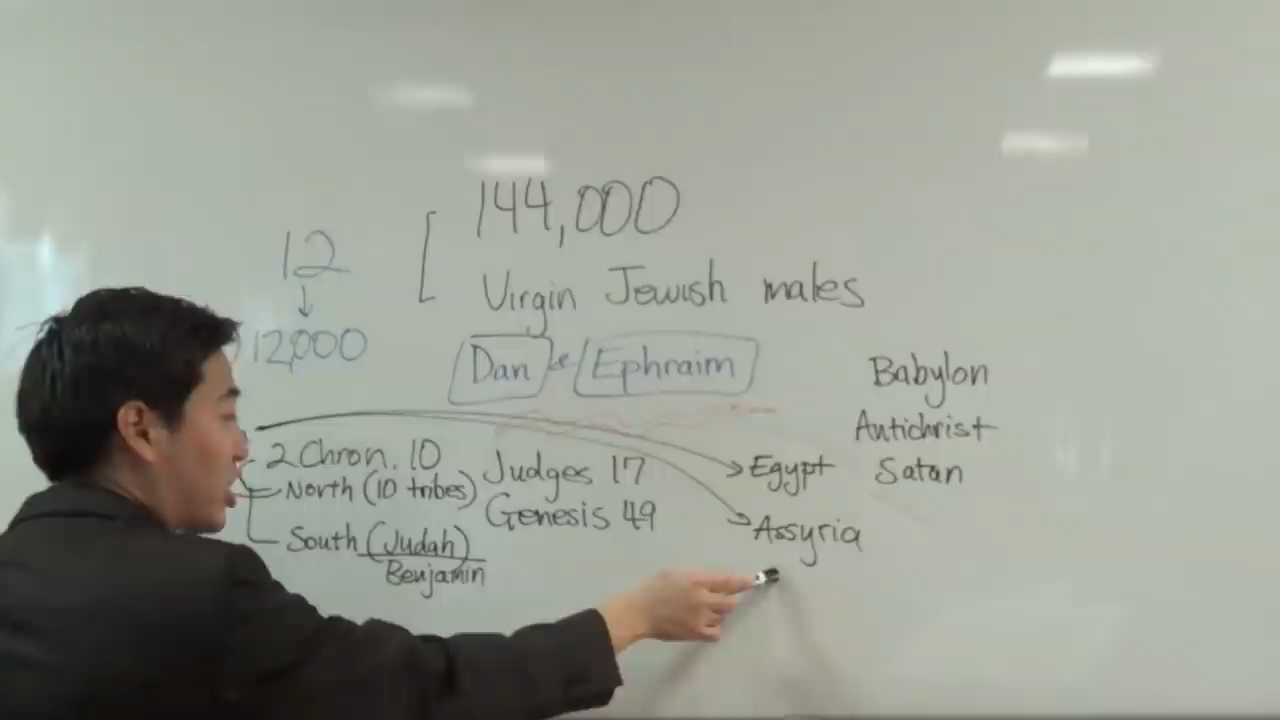 144,000
12
Virgin Jewish males
12,000
Dan & Ephraim
Babylon
Antichrist
2 Chron. 10
Judges 17
Egypt
Satan
North (10 tribes)
Genesis 49
Assyria
South (Judah)
Benjamin